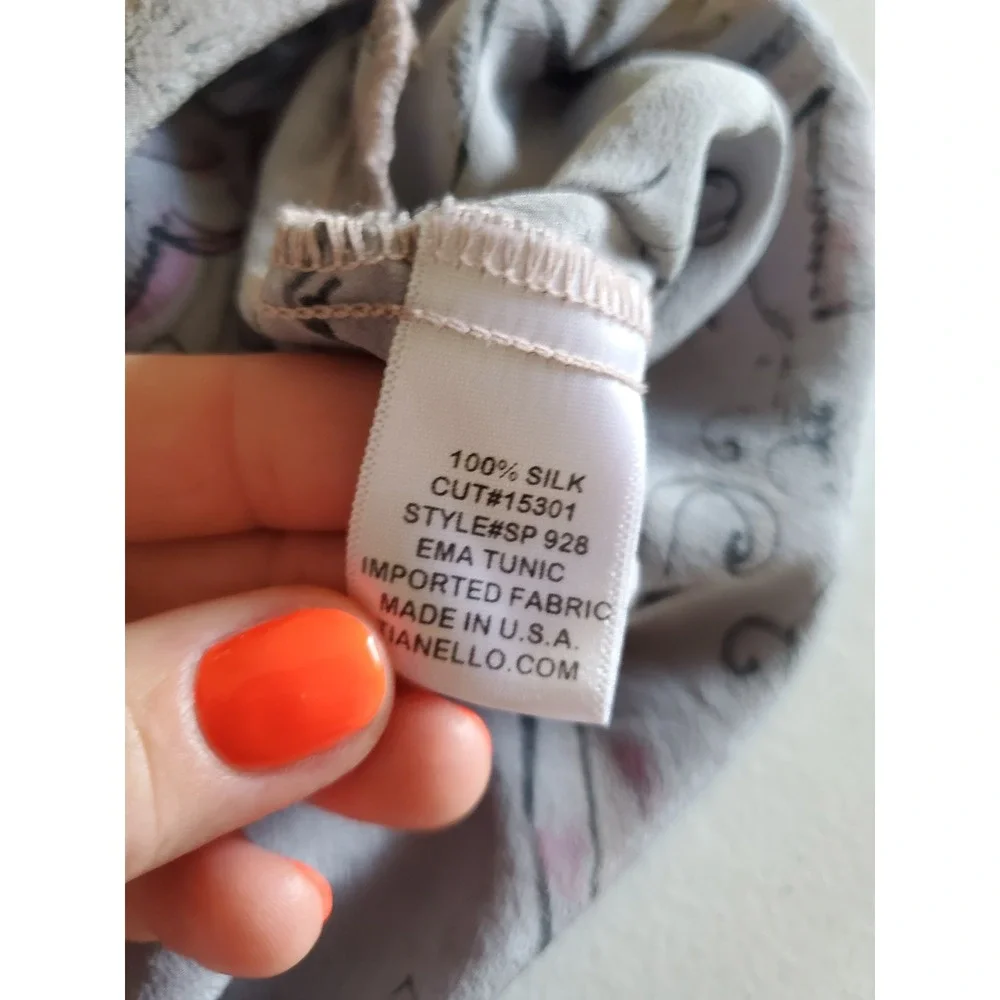 100% SILK
CUT#15301
STYLE#SP 928
EMA TUNIC
IMPORTED FABRIC
MADE IN U.S.A.
TIANELLO.COM